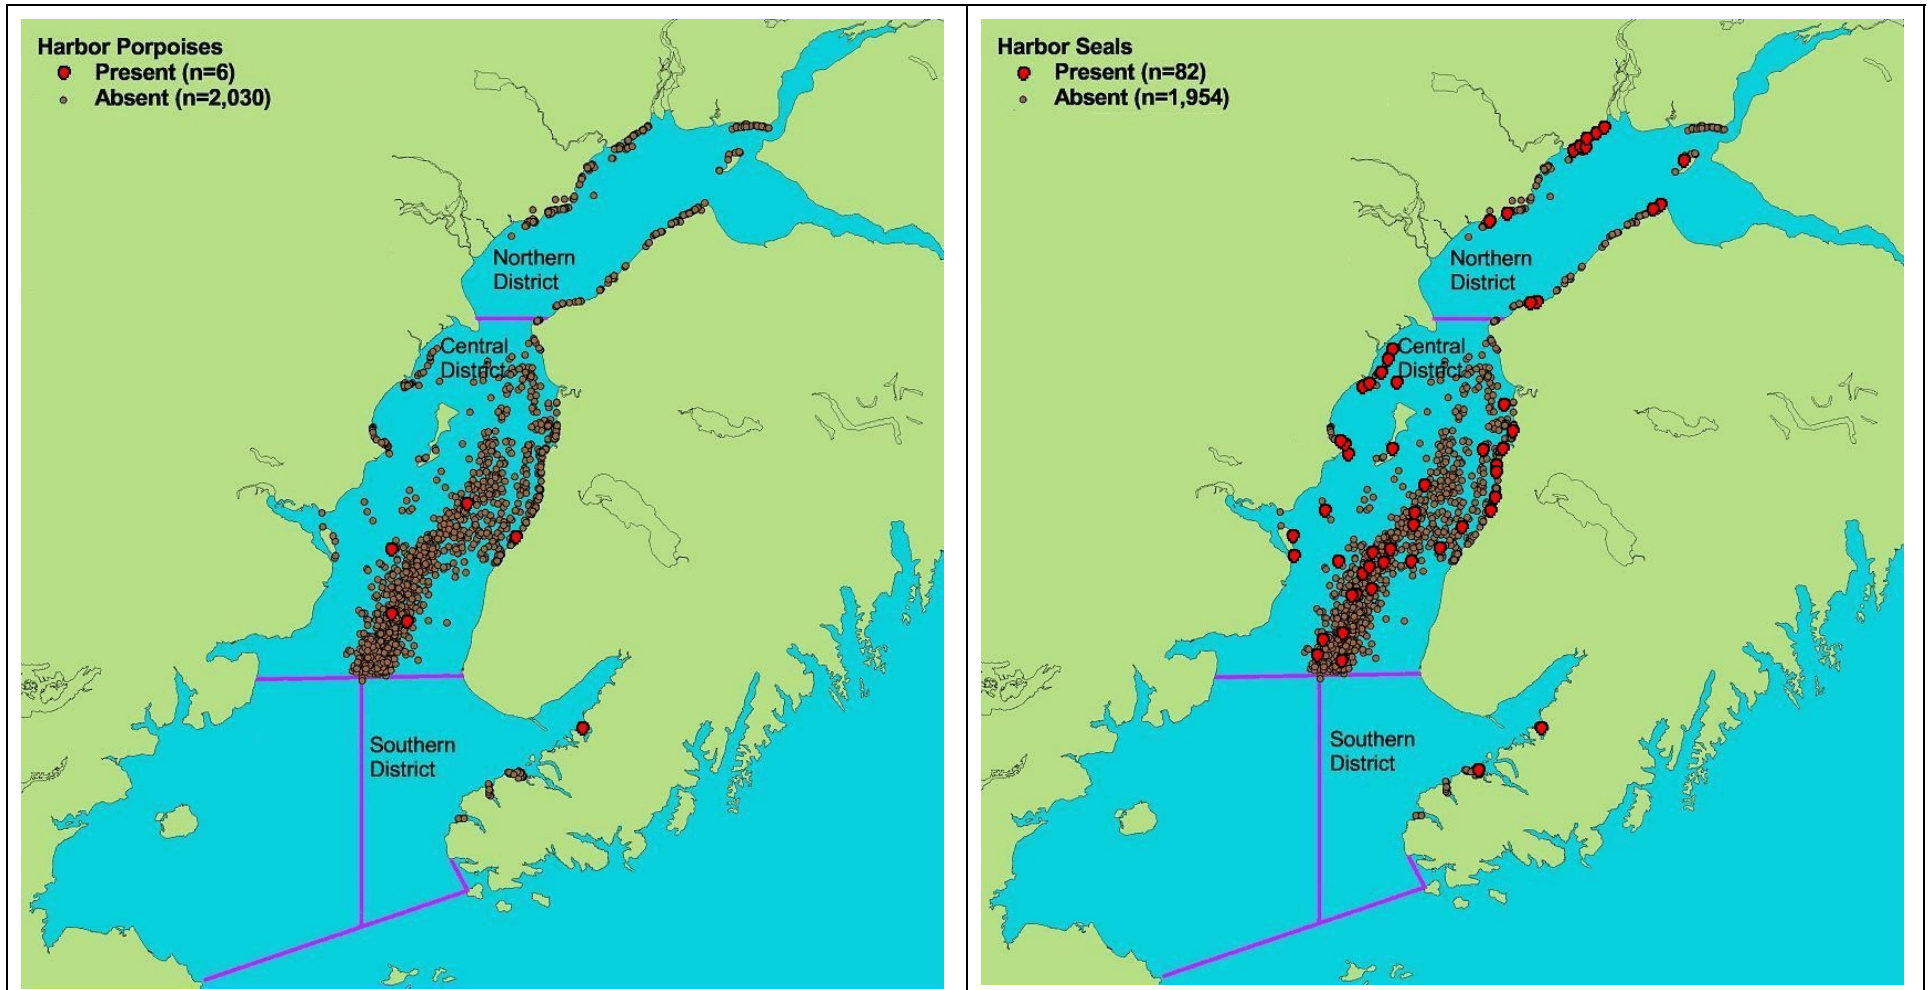 Harbor Porpoises
Present (n=6)
Absent (n=2,030)
Northern
District
Central
District
Southern
District
Harbor Seals
Present (n=82)
Absent (n=1,954)
Northern
District
Central
District
Southern
District